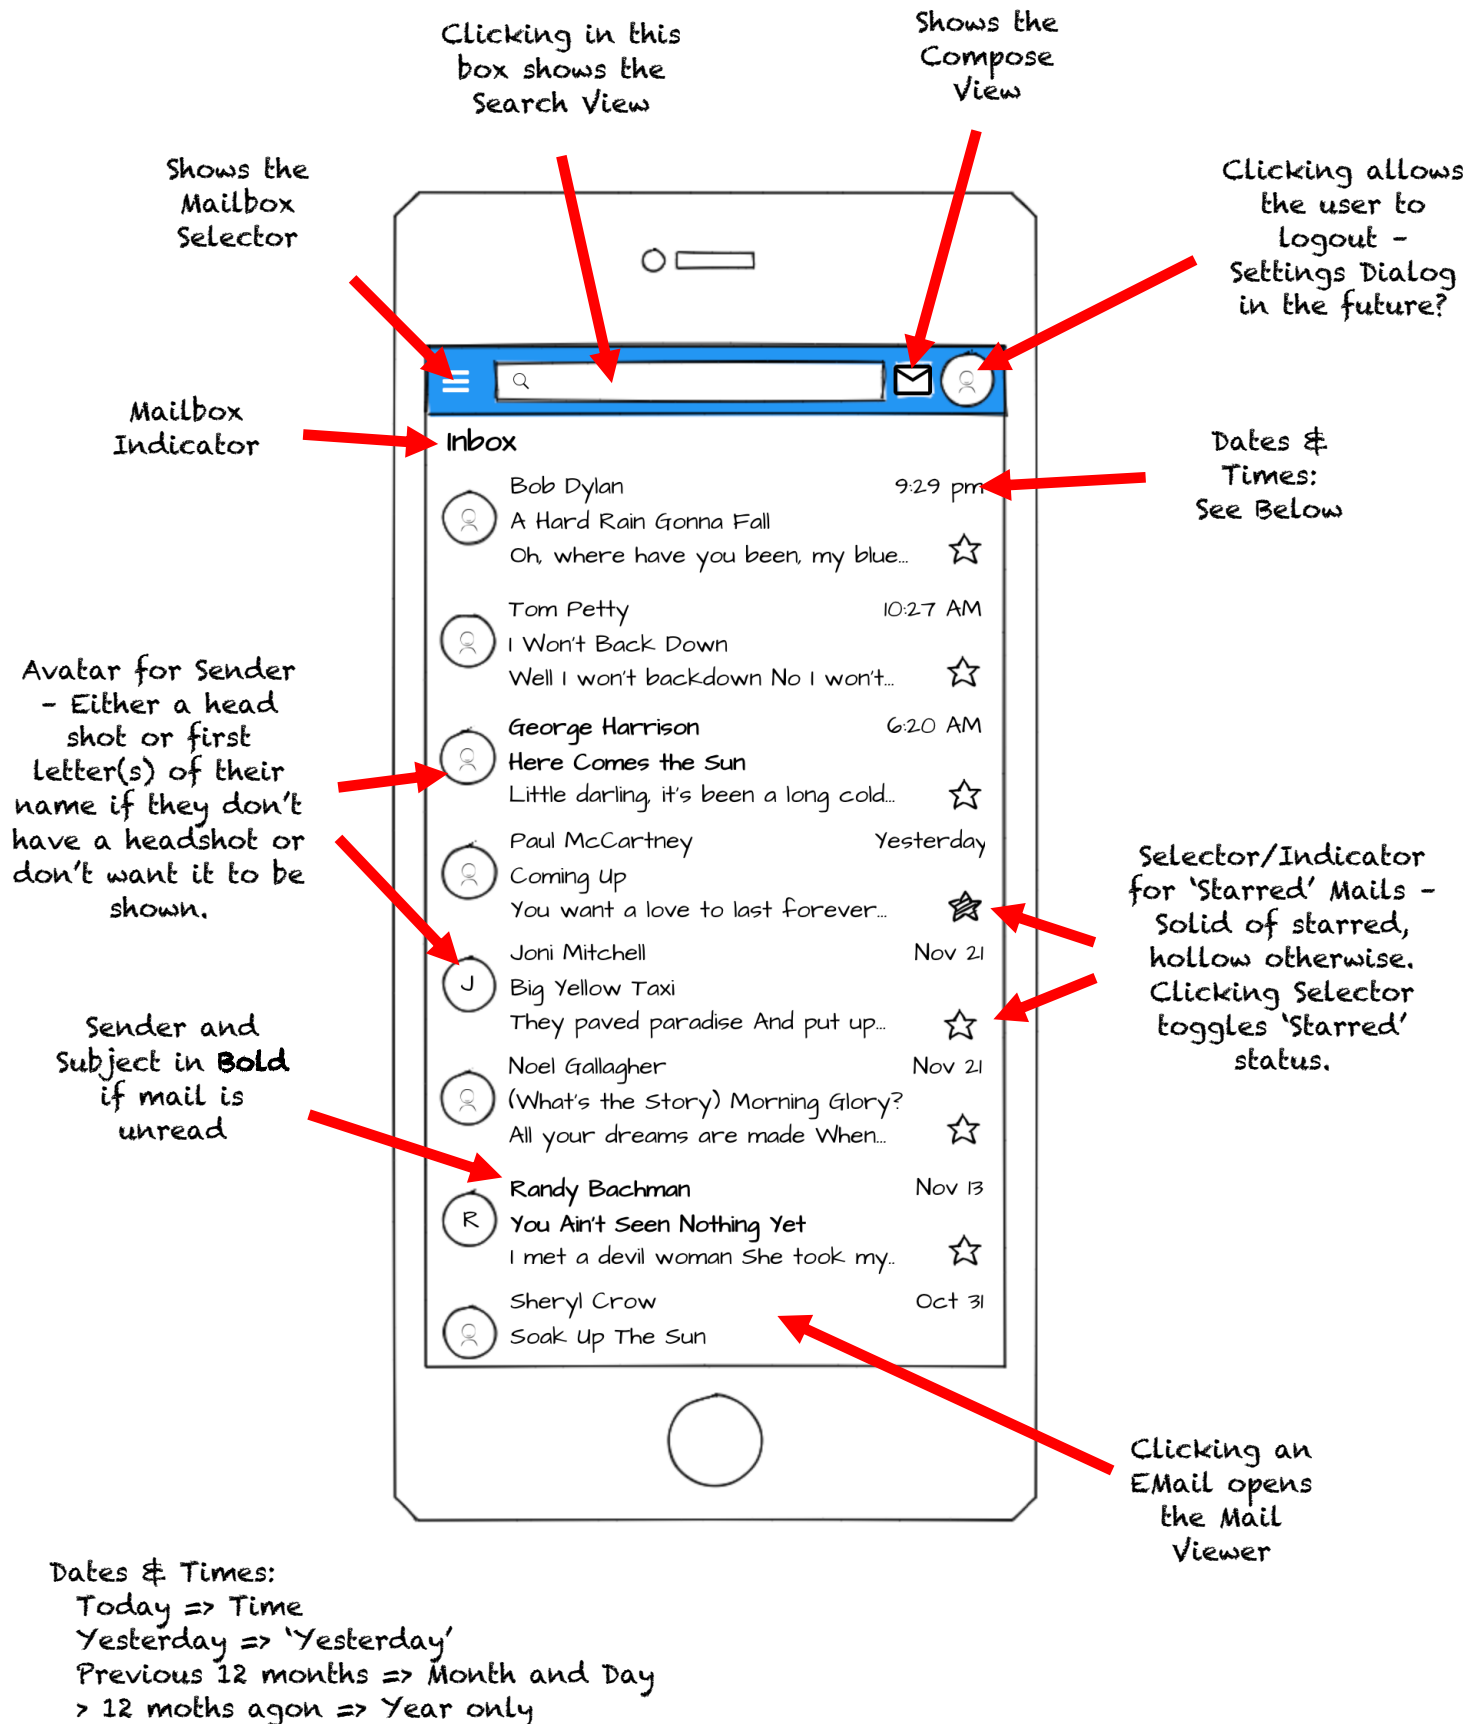 Clicking in this
box shows the
Search View
Shows the
Compose
View
Shows the
Mailbox
Selector
Clicking allows
the user to
logout –
Settings Dialog
in the future?
Mailbox
Indicator
Inbox
Dates &
Times:
See Below
Bob Dylan 9:29 pm
A Hard Rain Gonna Fall
Oh, where have you been, my blue...
Tom Petty 10:27 AM
I Won't Back Down
Well I won't backdown No I won't...
Avatar for Sender
– Either a head
shot or first
letter(s) of their
name if they don't
have a headshot or
don't want it to be
shown.
George Harrison 6:20 AM
Here Comes the Sun
Little darling, it's been a long cold...
Paul McCartney Yesterday
Coming Up
You want a love to last forever...
Selector/Indicator
for 'Starred' Mails –
Solid of starred,
hollow otherwise.
Clicking Selector
toggles 'Starred'
status.
Joni Mitchell Nov 21
J
Big Yellow Taxi
They paved paradise And put up...
Sender and
Subject in Bold
if mail is
unread
Noel Gallagher Nov 21
(What's the Story) Morning Glory?
All your dreams are made When...
Randy Bachman Nov 13
R
You Ain't Seen Nothing Yet
I met a devil woman She took my..
Sheryl Crow Oct 31
Soak Up The Sun
Clicking an
EMail opens
the Mail
Viewer
Dates & Times:
Today => Time
Yesterday => 'Yesterday'
Previous 12 months => Month and Day
> 12 moths agon => Year only